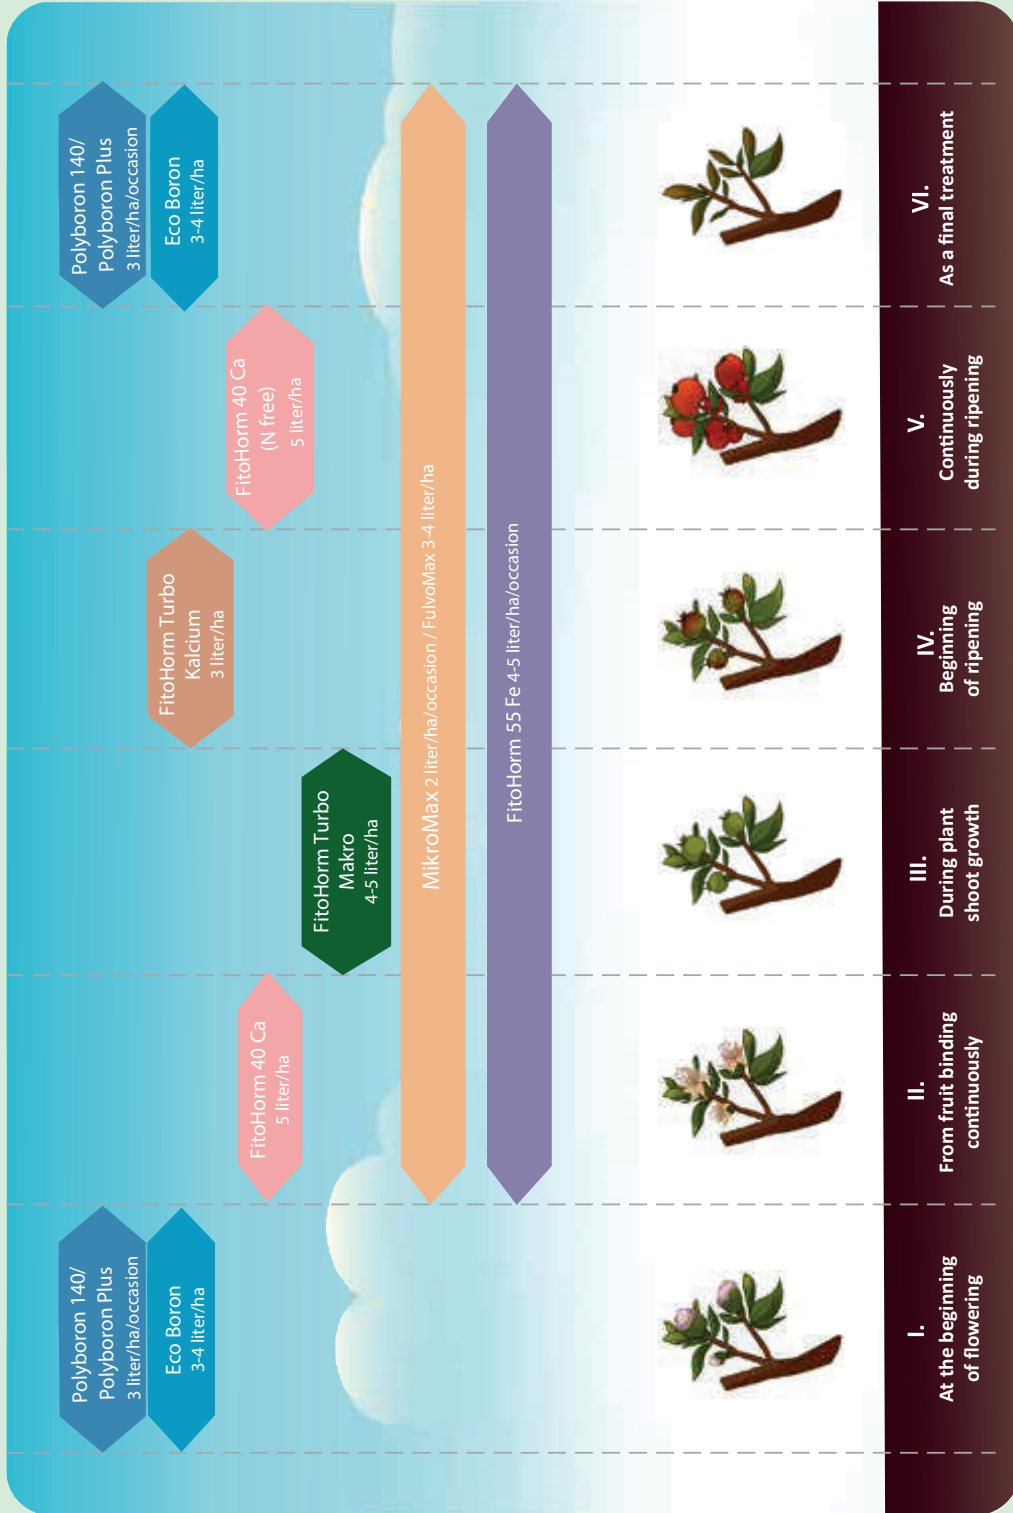 Polyboron 140/
Polyboron Plus
3 liter/ha/occasion
Eco Boron
3-4 liter/ha
FitoHorm 40 Ca
5 liter/ha
FitoHorm Turbo
Makro
4-5 liter/ha
FitoHorm Turbo
Kalcium
3 liter/ha
FitoHorm 40 Ca
(N free)
5 liter/ha
Polyboron 140/
Polyboron Plus
3 liter/ha/occasion
Eco Boron
3-4 liter/ha
MikroMax 2 liter/ha/occasion / FulvoMax 3-4 liter/ha
FitoHorm 55 Fe 4-5 liter/ha/occasion
I.
At the beginning
of flowering
II.
From fruit binding
continuously
III.
During plant
shoot growth
IV.
Beginning
of ripening
V.
Continuously
during ripening
VI.
As a final treatment